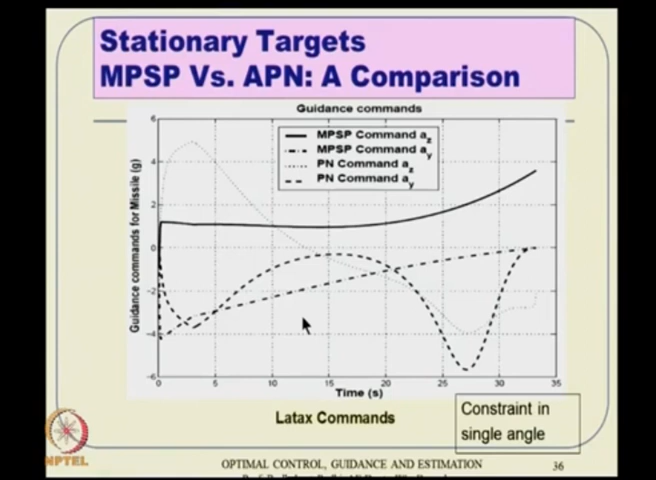 Stationary Targets
MPSP Vs. APN: A Comparison
Guidance commands
MPSP Command a_z
MPSP Command a_y
PN Command a_z
PN Command a_y
Guidance commands for Missile (g)
6
4
2
0
-2
-4
-6
0 5 10 15 20 25 30 35
Time (s)
Latax Commands
Constraint in
single angle
NPTEL
OPTIMAL CONTROL, GUIDANCE AND ESTIMATION
36